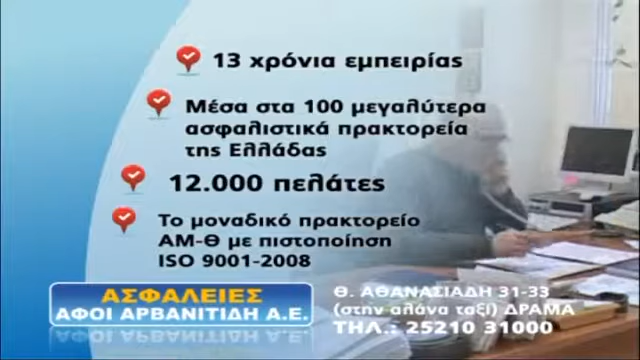 13 χρόνια εμπειρίας
Μέσα στα 100 μεγαλύτερα
ασφαλιστικά πρακτορεία
της Ελλάδας
12.000 πελάτες
Το μοναδικό πρακτορείο
ΑΜ-Θ με πιστοποίηση
ISO 9001-2008
ΑΣΦΑΛΕΙΕΣ
ΑΦΟΙ ΑΡΒΑΝΙΤΙΔΗ Α.Ε.
Θ. ΑΘΑΝΑΣΙΑΔΗ 31-33
(στην αλάνα ταξί) ΔΡΑΜΑ
ΤΗΛ.: 25210 31000